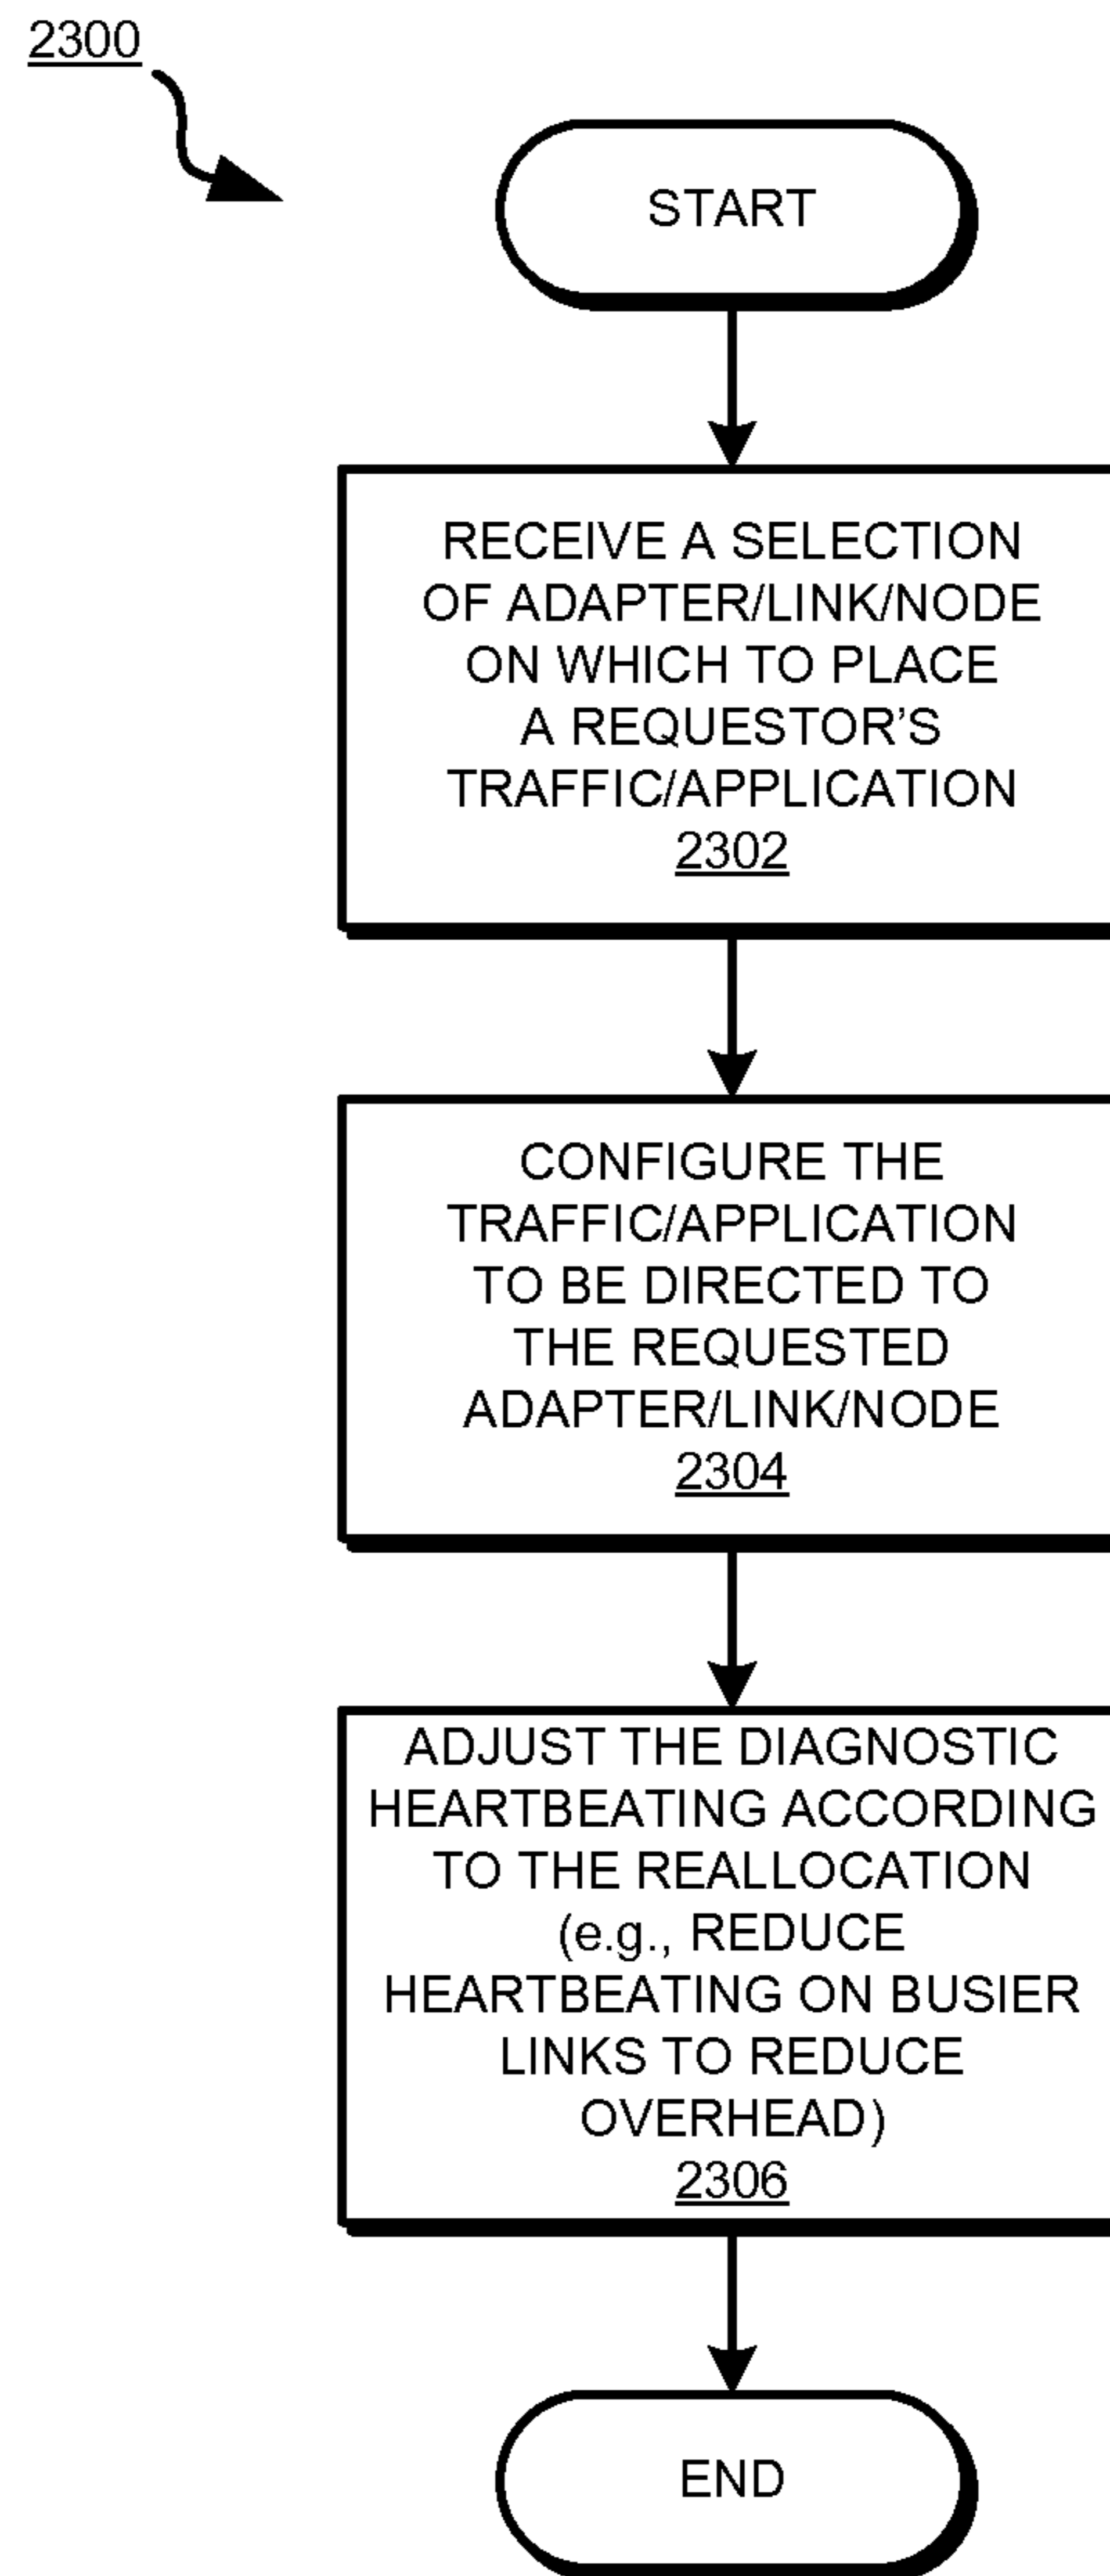 2300
START
RECEIVE A SELECTION
OF ADAPTER/LINK/NODE
ON WHICH TO PLACE
A REQUESTOR'S
TRAFFIC/APPLICATION
2302
CONFIGURE THE
TRAFFIC/APPLICATION
TO BE DIRECTED TO
THE REQUESTED
ADAPTER/LINK/NODE
2304
ADJUST THE DIAGNOSTIC
HEARTBEATING ACCORDING
TO THE REALLOCATION
(e.g., REDUCE
HEARTBEATING ON BUSIER
LINKS TO REDUCE
OVERHEAD)
2306
END